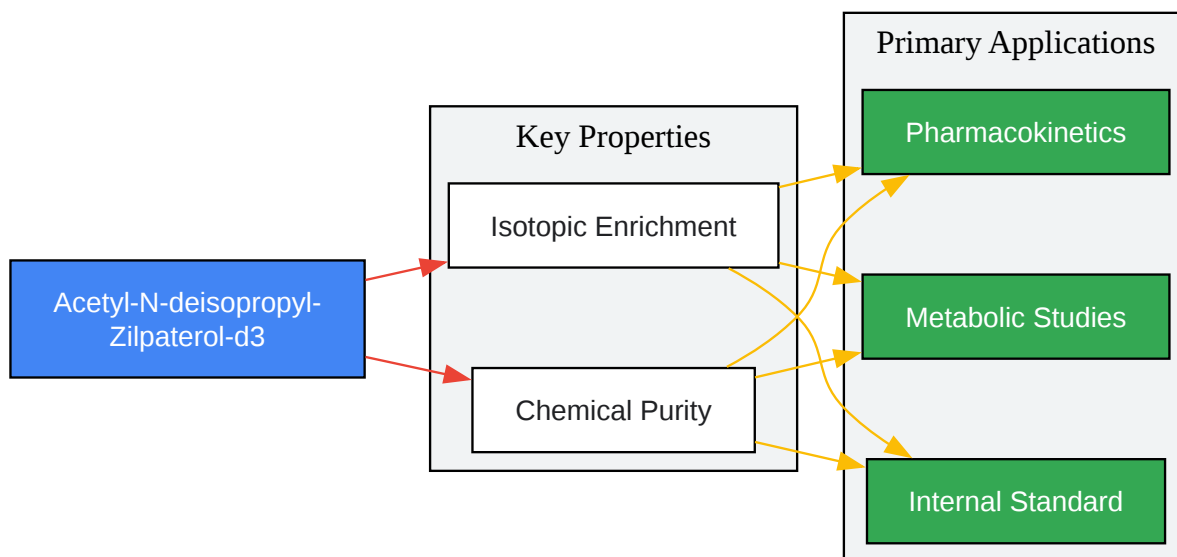 Acetyl-N-deisopropyl-
Zilpaterol-d3
Key Properties
Isotopic Enrichment
Chemical Purity
Primary Applications
Pharmacokinetics
Metabolic Studies
Internal Standard